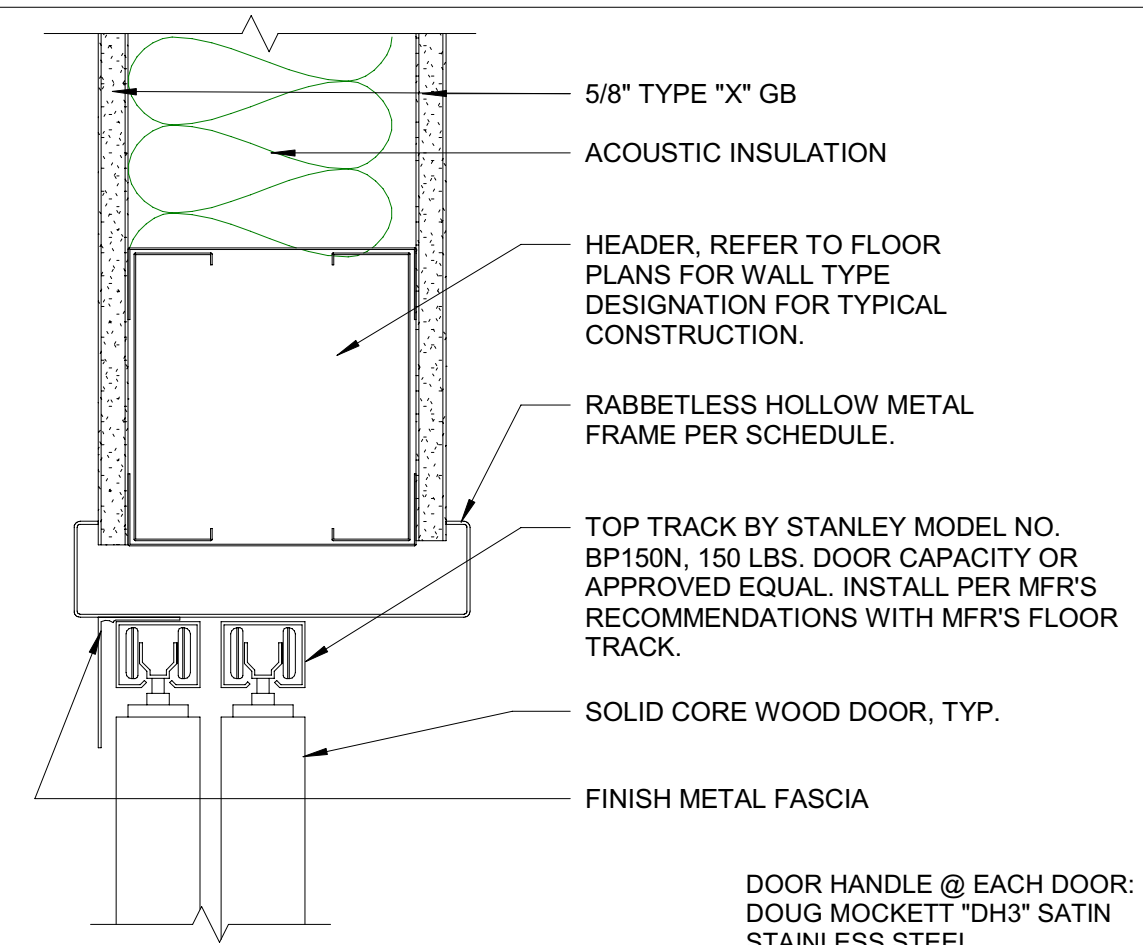 5/8" TYPE "X" GB
ACOUSTIC INSULATION
HEADER, REFER TO FLOOR
PLANS FOR WALL TYPE
DESIGNATION FOR TYPICAL
CONSTRUCTION.
RABBETLESS HOLLOW METAL
FRAME PER SCHEDULE.
TOP TRACK BY STANLEY MODEL NO.
BP150N, 150 LBS. DOOR CAPACITY OR
APPROVED EQUAL. INSTALL PER MFR'S
RECOMMENDATIONS WITH MFR'S FLOOR
TRACK.
SOLID CORE WOOD DOOR, TYP.
FINISH METAL FASCIA
DOOR HANDLE @ EACH DOOR:
DOUG MOCKETT "DH3" SATIN
STAINLESS STEEL